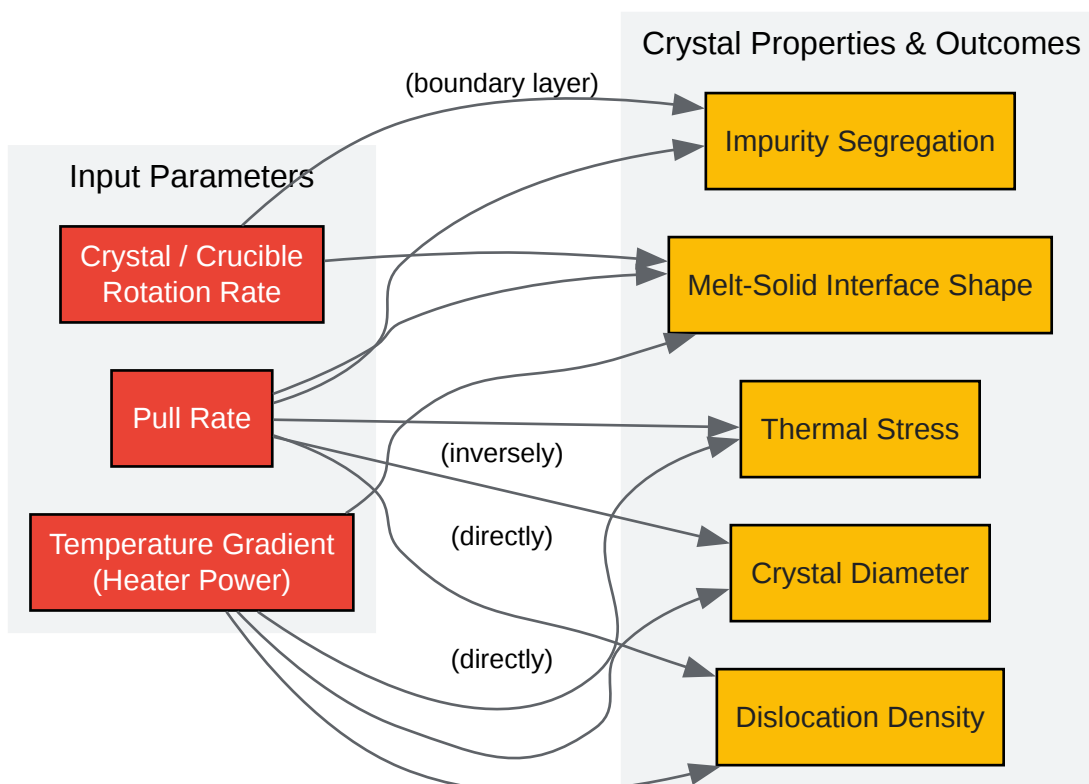 Crystal Properties & Outcomes
(boundary layer)
Impurity Segregation
Input Parameters
Crystal / Crucible
Rotation Rate
Melt-Solid Interface Shape
Pull Rate
Thermal Stress
(inversely)
(directly)
Temperature Gradient
(Heater Power)
Crystal Diameter
(directly)
Dislocation Density